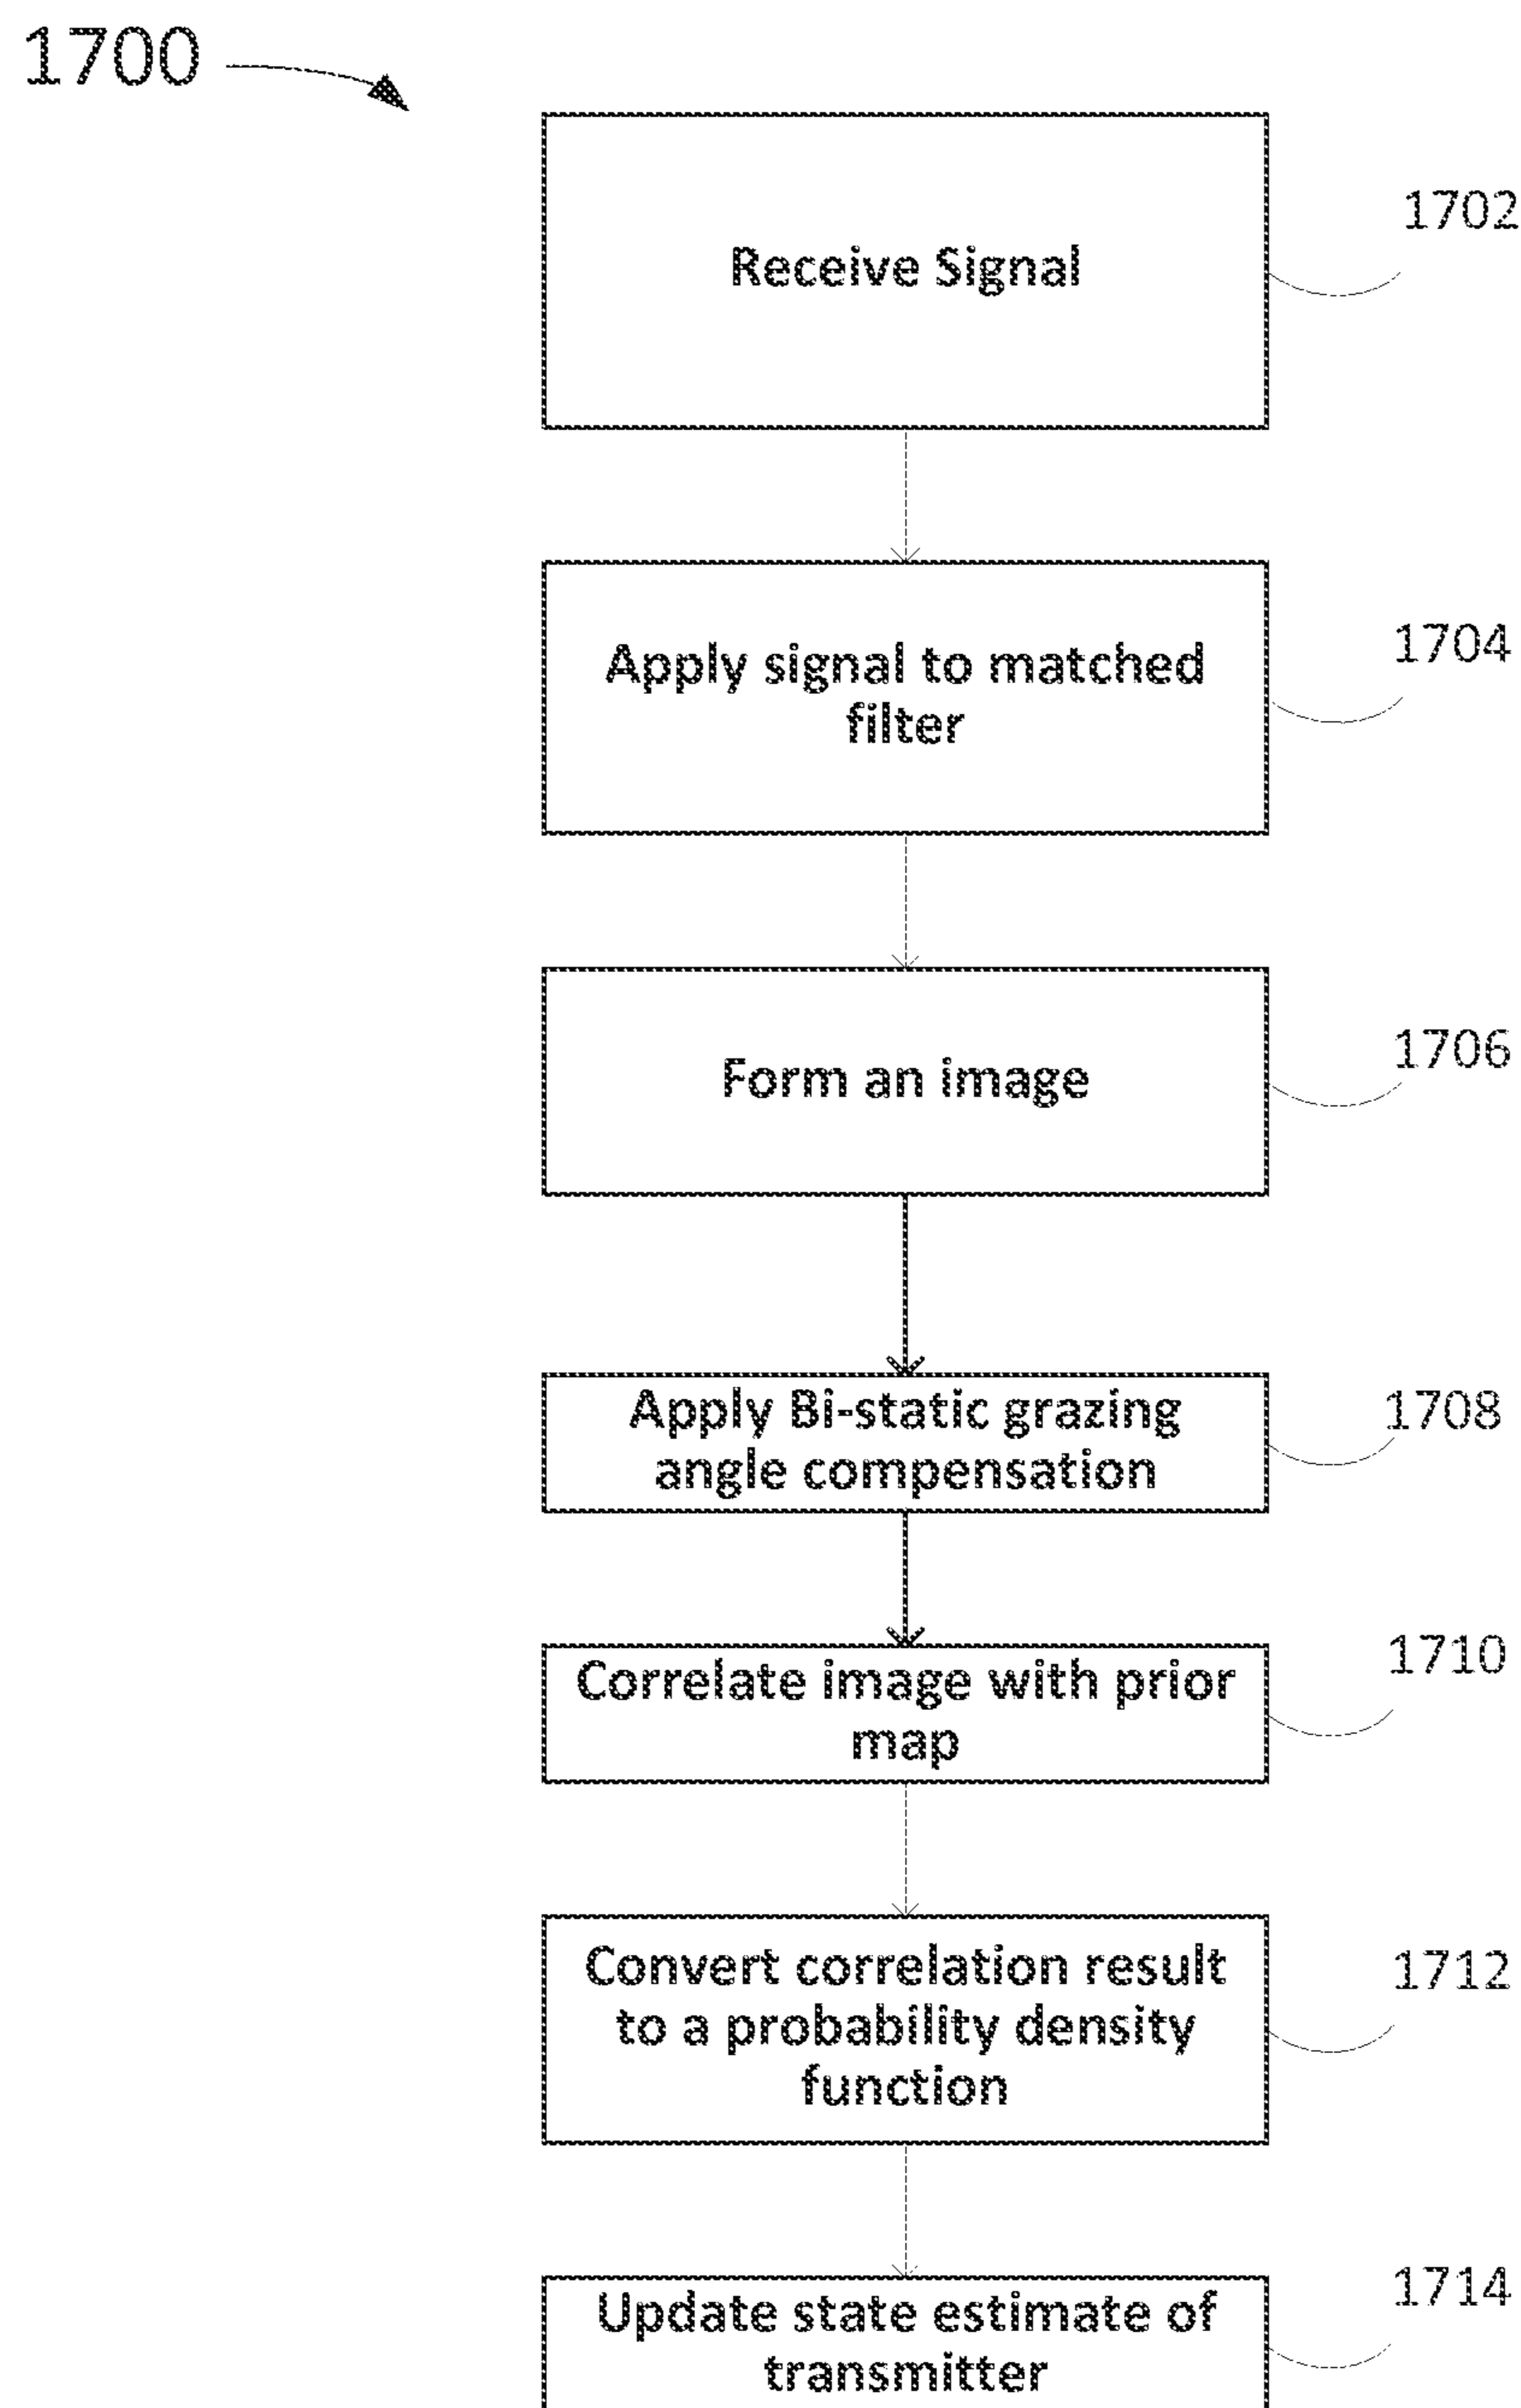 1700
Receive Signal
1702
Apply signal to matched
filter
1704
Form an image
1706
Apply Bi-static grazing
angle compensation
1708
Correlate image with prior
map
1710
Convert correlation result
to a probability density
function
1712
Update state estimate of
transmitter
1714